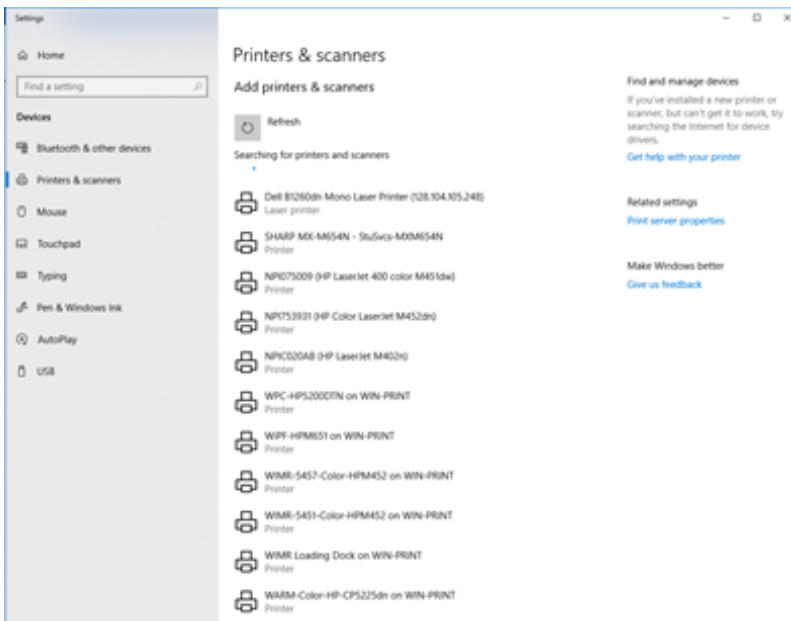 Settings
Home
Find a setting
Devices
Bluetooth & other devices
Printers & scanners
Mouse
Touchpad
Typing
Pen & Windows Ink
AutoPlay
USB
Printers & scanners
Add printers & scanners
Refresh
Searching for printers and scanners
Dell B1260dn Mono Laser Printer (128.104.105.248)
Laser printer
SHARP MX-M654N - StuSvcs-MXM654N
Printer
NPI075009 (HP LaserJet 400 color M451dw)
Printer
NPI753931 (HP Color LaserJet M452dn)
Printer
NPIC020AB (HP LaserJet M402n)
Printer
WPC-HP5200DTN on WIN-PRINT
Printer
WiPF-HPM651 on WIN-PRINT
Printer
WIMR-5457-Color-HPM452 on WIN-PRINT
Printer
WIMR-5451-Color-HPM452 on WIN-PRINT
Printer
WIMR Loading Dock on WIN-PRINT
Printer
WARM-Color-HP-CP5225dn on WIN-PRINT
Printer
Find and manage devices
If you've installed a new printer or
scanner, but can't get it to work, try
searching the Internet for device
drivers.
Get help with your printer
Related settings
Print server properties
Make Windows better
Give us feedback